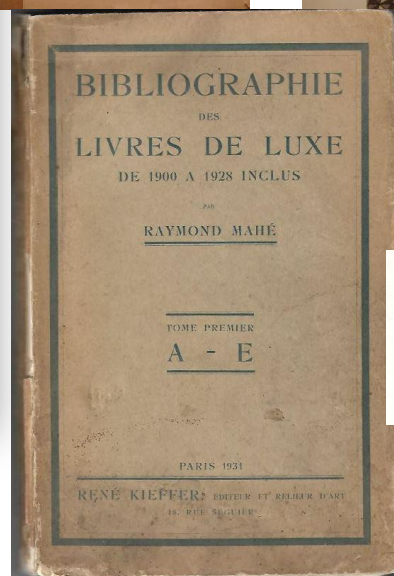 BIBLIOGRAPHIE
DES
LIVRES DE LUXE
DE 1900 A 1928 INCLUS
PAR
RAYMOND MAHÉ
TOME PREMIER
A - E
PARIS 1931
RENÉ KIEFFER, ÉDITEUR ET RELIEUR D'ART
18, RUE SÉGUIER